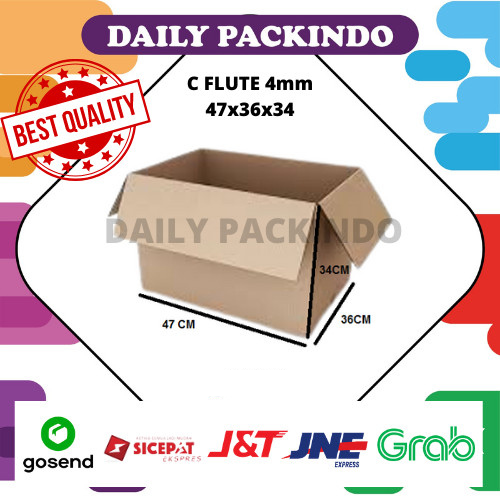 DAILY PACKINDO
C FLUTE 4mm
47x36x34
BEST QUALITY
DAILY PACKINDO
34CM
47 CM
36CM
gosend
SICEPAT
EKSPRES
J&T
JNE
EXPRESS
Grab